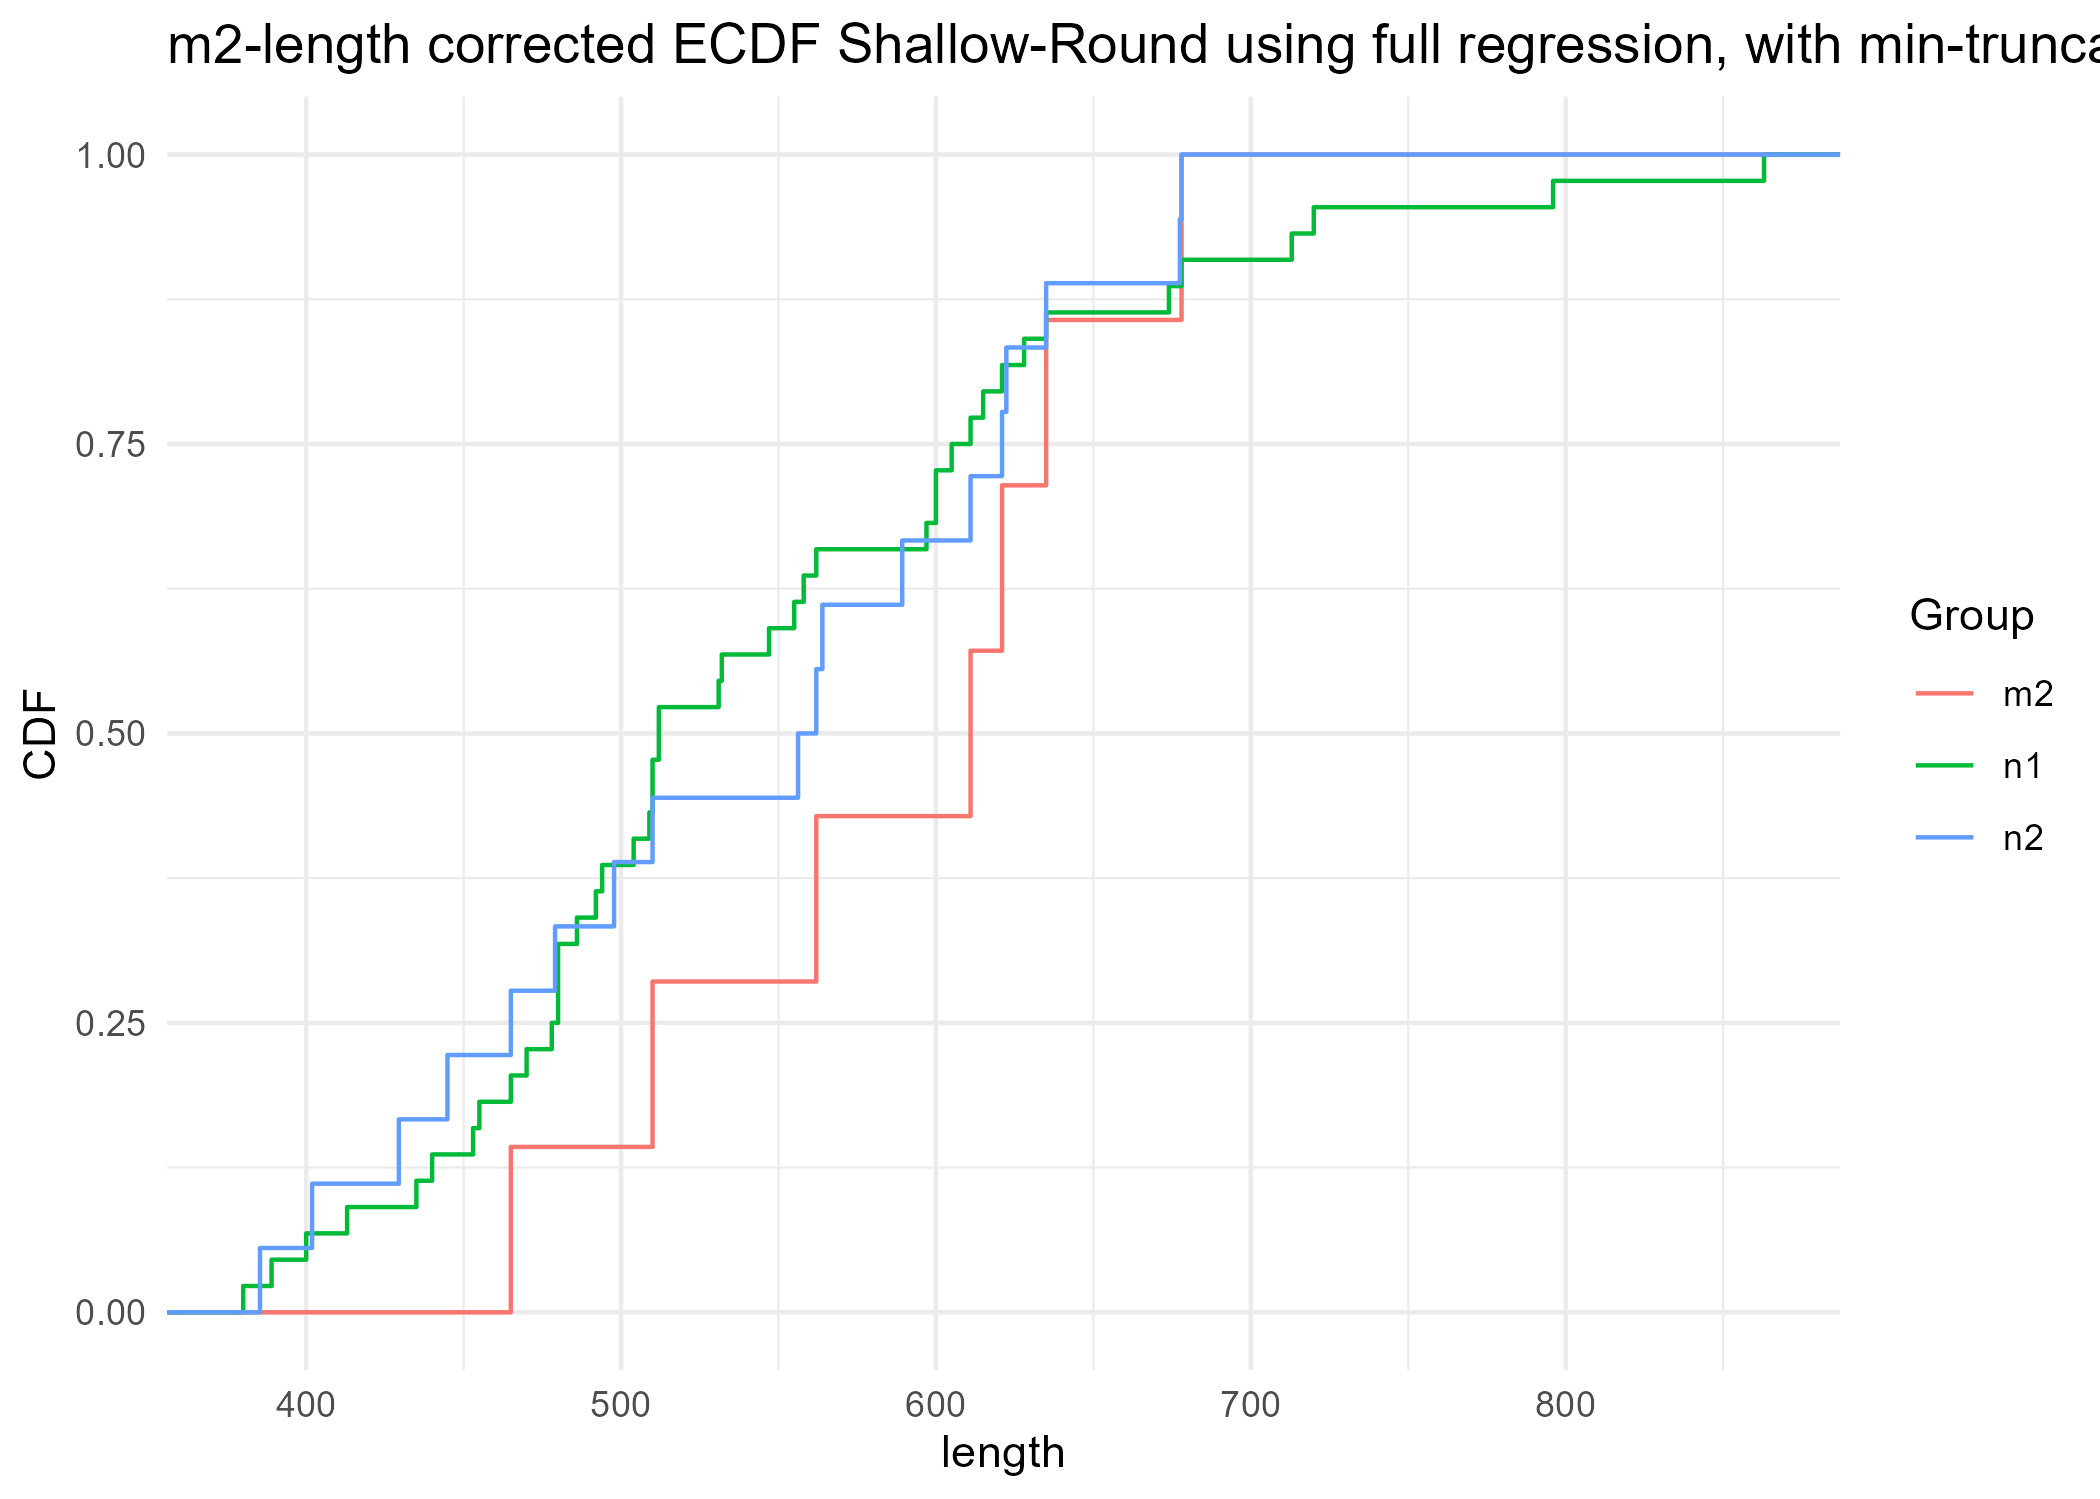 m2-length corrected ECDF Shallow-Round using full regression, with min-trunca
1.00
0.75
0.50
0.25
0.00
CDF
400 500 600 700 800
length
Group
m2
n1
n2